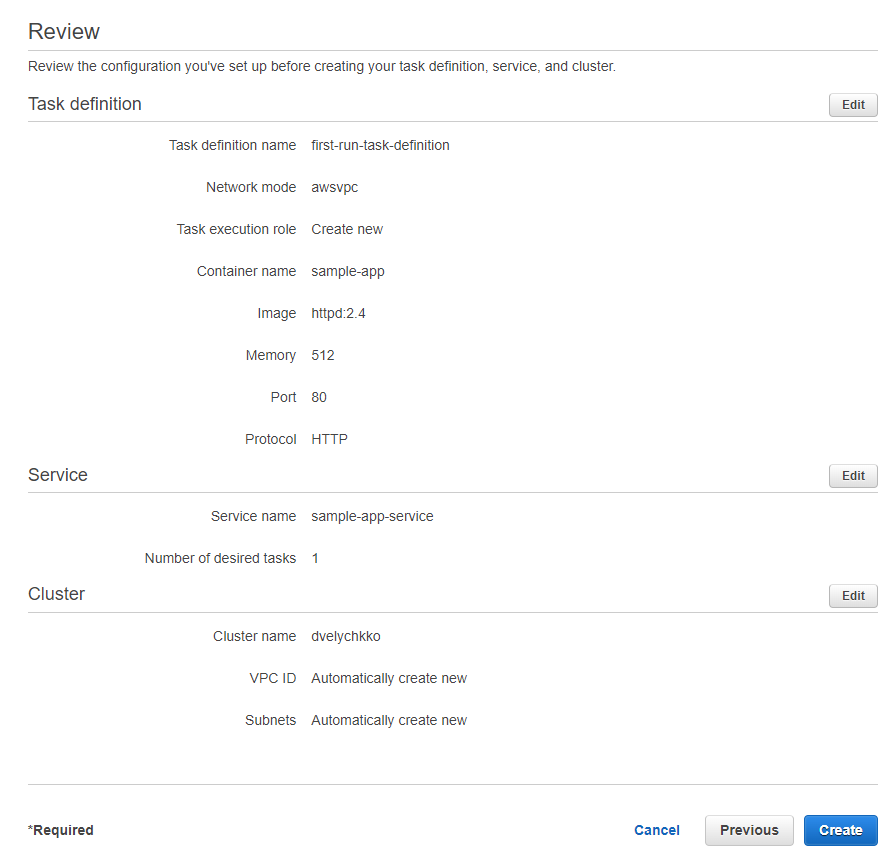 Review
Review the configuration you've set up before creating your task definition, service, and cluster.
Task definition Edit
Task definition name first-run-task-definition
Network mode awsvpc
Task execution role Create new
Container name sample-app
Image httpd:2.4
Memory 512
Port 80
Protocol HTTP
Service Edit
Service name sample-app-service
Number of desired tasks 1
Cluster Edit
Cluster name dvelychkko
VPC ID Automatically create new
Subnets Automatically create new
*Required Cancel Previous Create